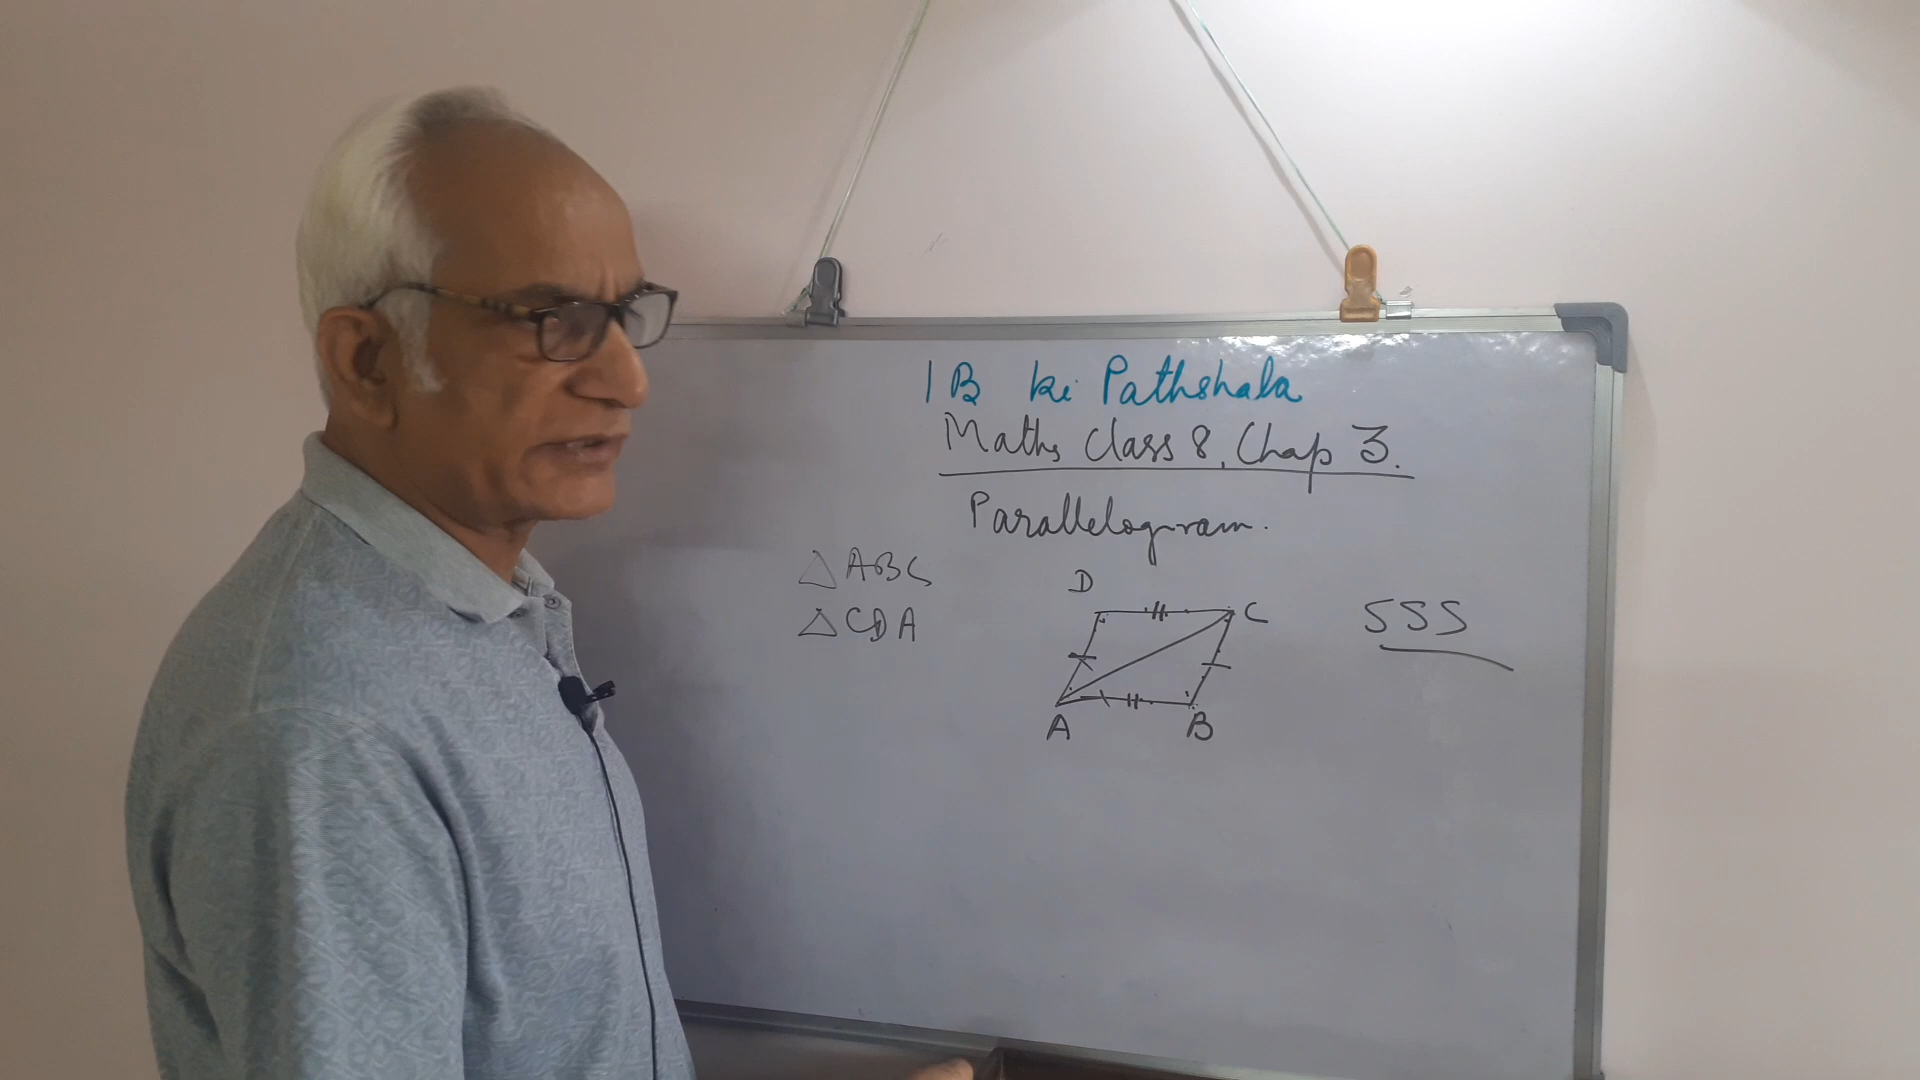 IB ki Pathshala
Maths Class 8, Chap 3.
Parallelogram.
△ABC
△CDA
D
C
A
B
SSS